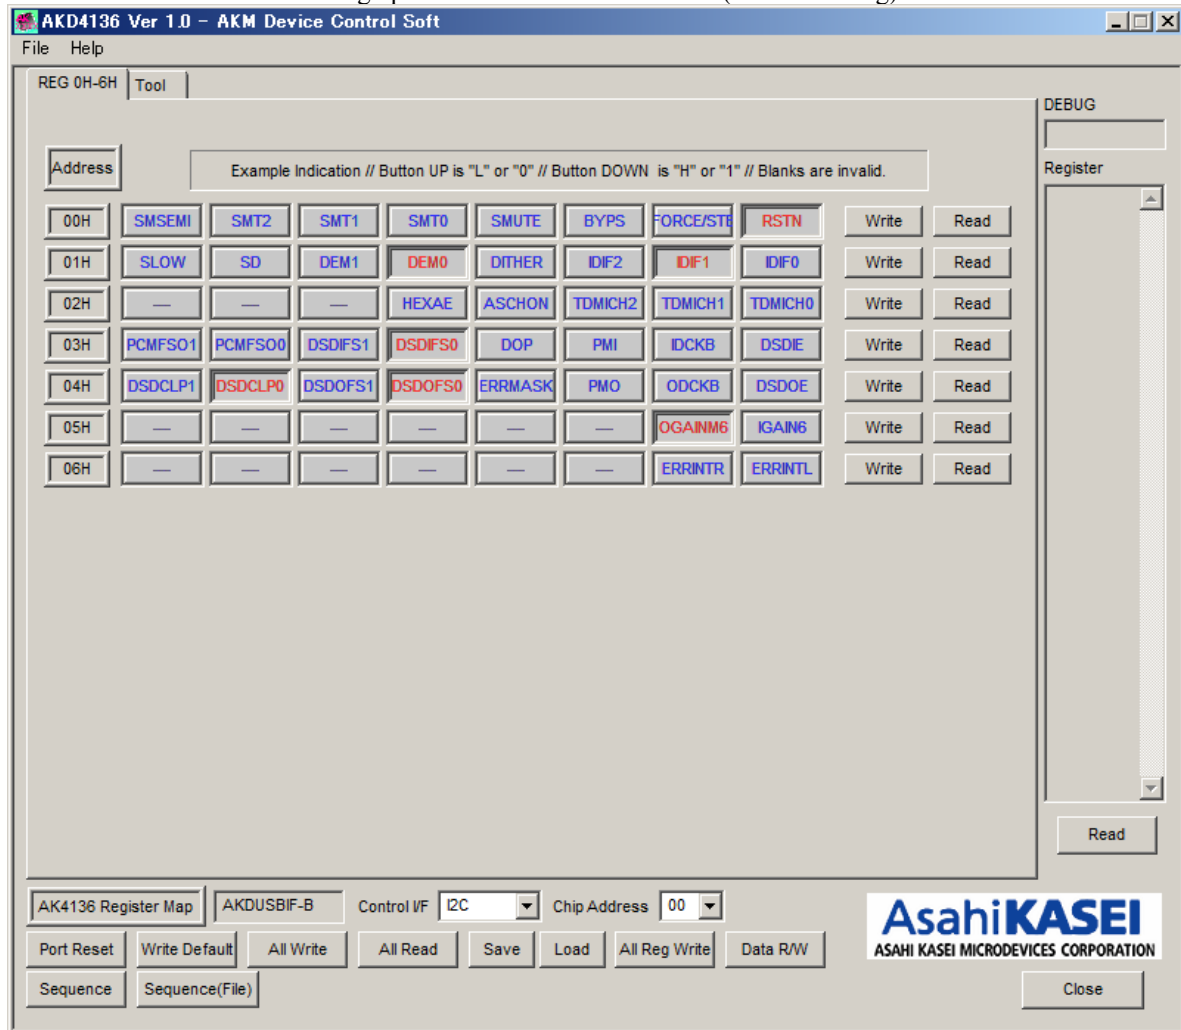 AKD4136 Ver 1.0 – AKM Device Control Soft
File Help
REG 0H-6H Tool
DEBUG
Address Example Indication // Button UP is "L" or "0" // Button DOWN is "H" or "1" // Blanks are invalid. Register
00H SMSEMI SMT2 SMT1 SMT0 SMUTE BYPS FORCE/STE RSTN Write Read
01H SLOW SD DEM1 DEM0 DITHER IDIF2 IDIF1 IDIF0 Write Read
02H — — — HEXAE ASCHON TDMICH2 TDMICH1 TDMICH0 Write Read
03H PCMFSO1 PCMFSO0 DSDIFS1 DSDIFS0 DOP PMI IDCKB DSDIE Write Read
04H DSDCLP1 DSDCLP0 DSDOFS1 DSDOFS0 ERRMASK PMO ODCKB DSDOE Write Read
05H — — — — — — OGAINM6 IGAIN6 Write Read
06H — — — — — — ERRINTR ERRINTL Write Read
Read
AK4136 Register Map AKDUSBIF-B Control I/F I2C Chip Address 00
AsahiKASEI
ASAHI KASEI MICRODEVICES CORPORATION
Port Reset Write Default All Write All Read Save Load All Reg Write Data R/W
Sequence Sequence(File) Close